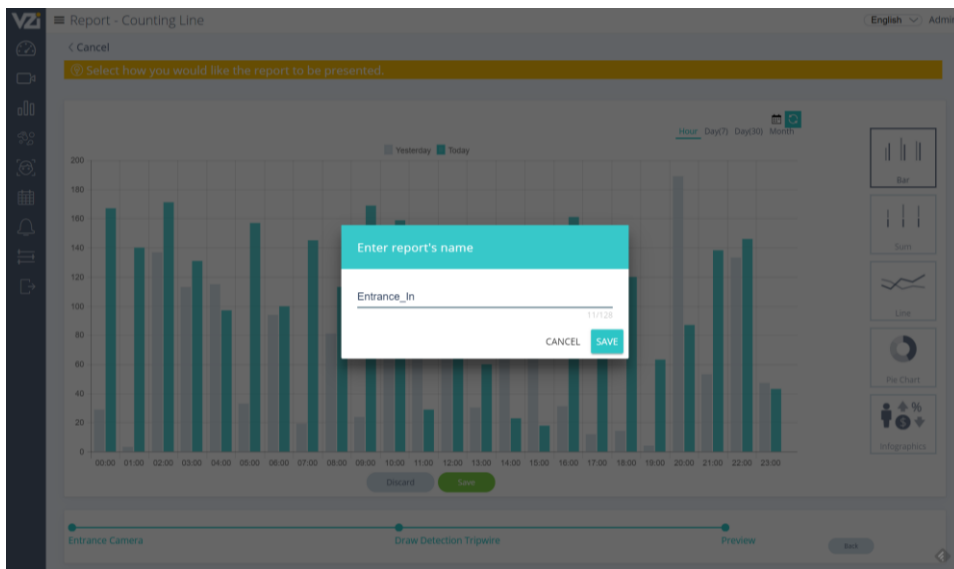 VZi
Report - Counting Line
English
Admi
< Cancel
Select how you would like the report to be presented.
Hour Day(7) Day(30) Month
Yesterday Today
200
180
160
140
120
100
80
60
40
20
0
00:00 01:00 02:00 03:00 04:00 05:00 06:00 07:00 08:00 09:00 10:00 11:00 12:00 13:00 14:00 15:00 16:00 17:00 18:00 19:00 20:00 21:00 22:00 23:00
Enter report's name
Entrance_In
11/128
CANCEL SAVE
Bar
Sum
Line
Pie Chart
%
Infographics
Discard Save
Entrance Camera Draw Detection Tripwire Preview
Back